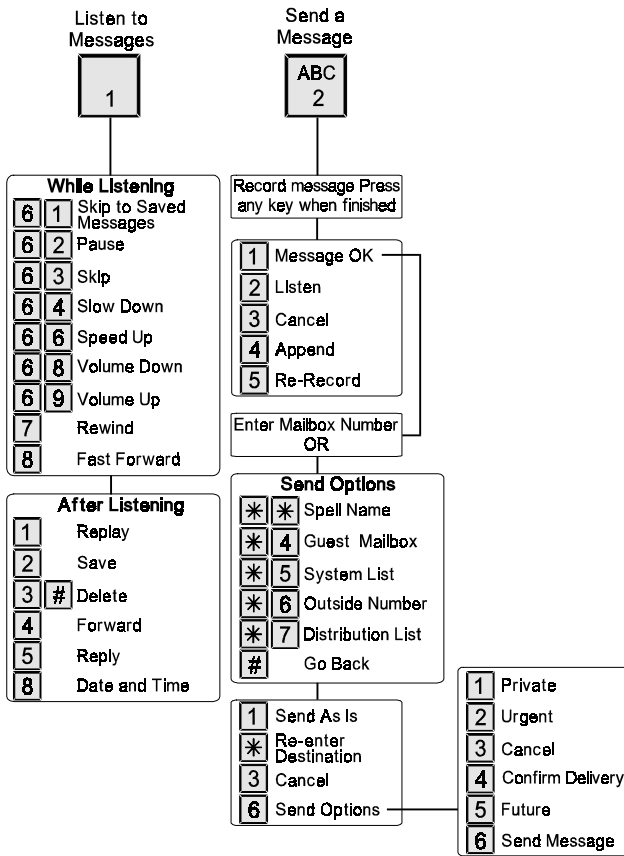 Listen to
Messages
1
While Listening
6 1 Skip to Saved
Messages
6 2 Pause
6 3 Skip
6 4 Slow Down
6 6 Speed Up
6 8 Volume Down
6 9 Volume Up
7 Rewind
8 Fast Forward
After Listening
1 Replay
2 Save
3 # Delete
4 Forward
5 Reply
8 Date and Time
Send a
Message
ABC
2
Record message Press
any key when finished
1 Message OK
2 Listen
3 Cancel
4 Append
5 Re-Record
Enter Mailbox Number
OR
Send Options
* * Spell Name
* 4 Guest Mailbox
* 5 System List
* 6 Outside Number
* 7 Distribution List
# Go Back
1 Send As Is
* Re-enter
Destination
3 Cancel
6 Send Options
1 Private
2 Urgent
3 Cancel
4 Confirm Delivery
5 Future
6 Send Message